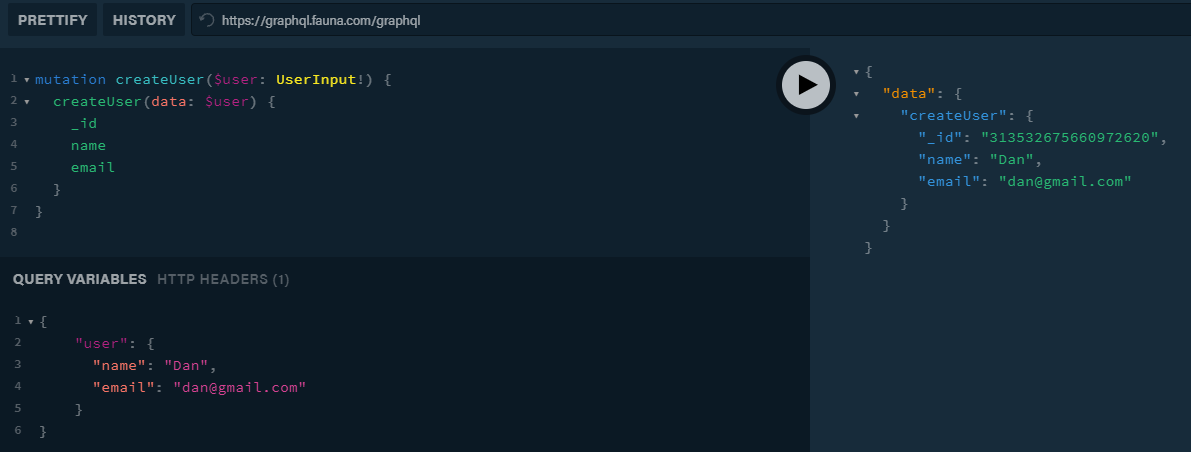 PRETTIFY HISTORY https://graphql.fauna.com/graphql
1 mutation createUser($user: UserInput!) {
2 createUser(data: $user) {
3 _id
4 name
5 email
6 }
7 }
8
QUERY VARIABLES HTTP HEADERS (1)
1 {
2 "user": {
3 "name": "Dan",
4 "email": "dan@gmail.com"
5 }
6 }
{
"data": {
"createUser": {
"_id": "313532675660972620",
"name": "Dan",
"email": "dan@gmail.com"
}
}
}